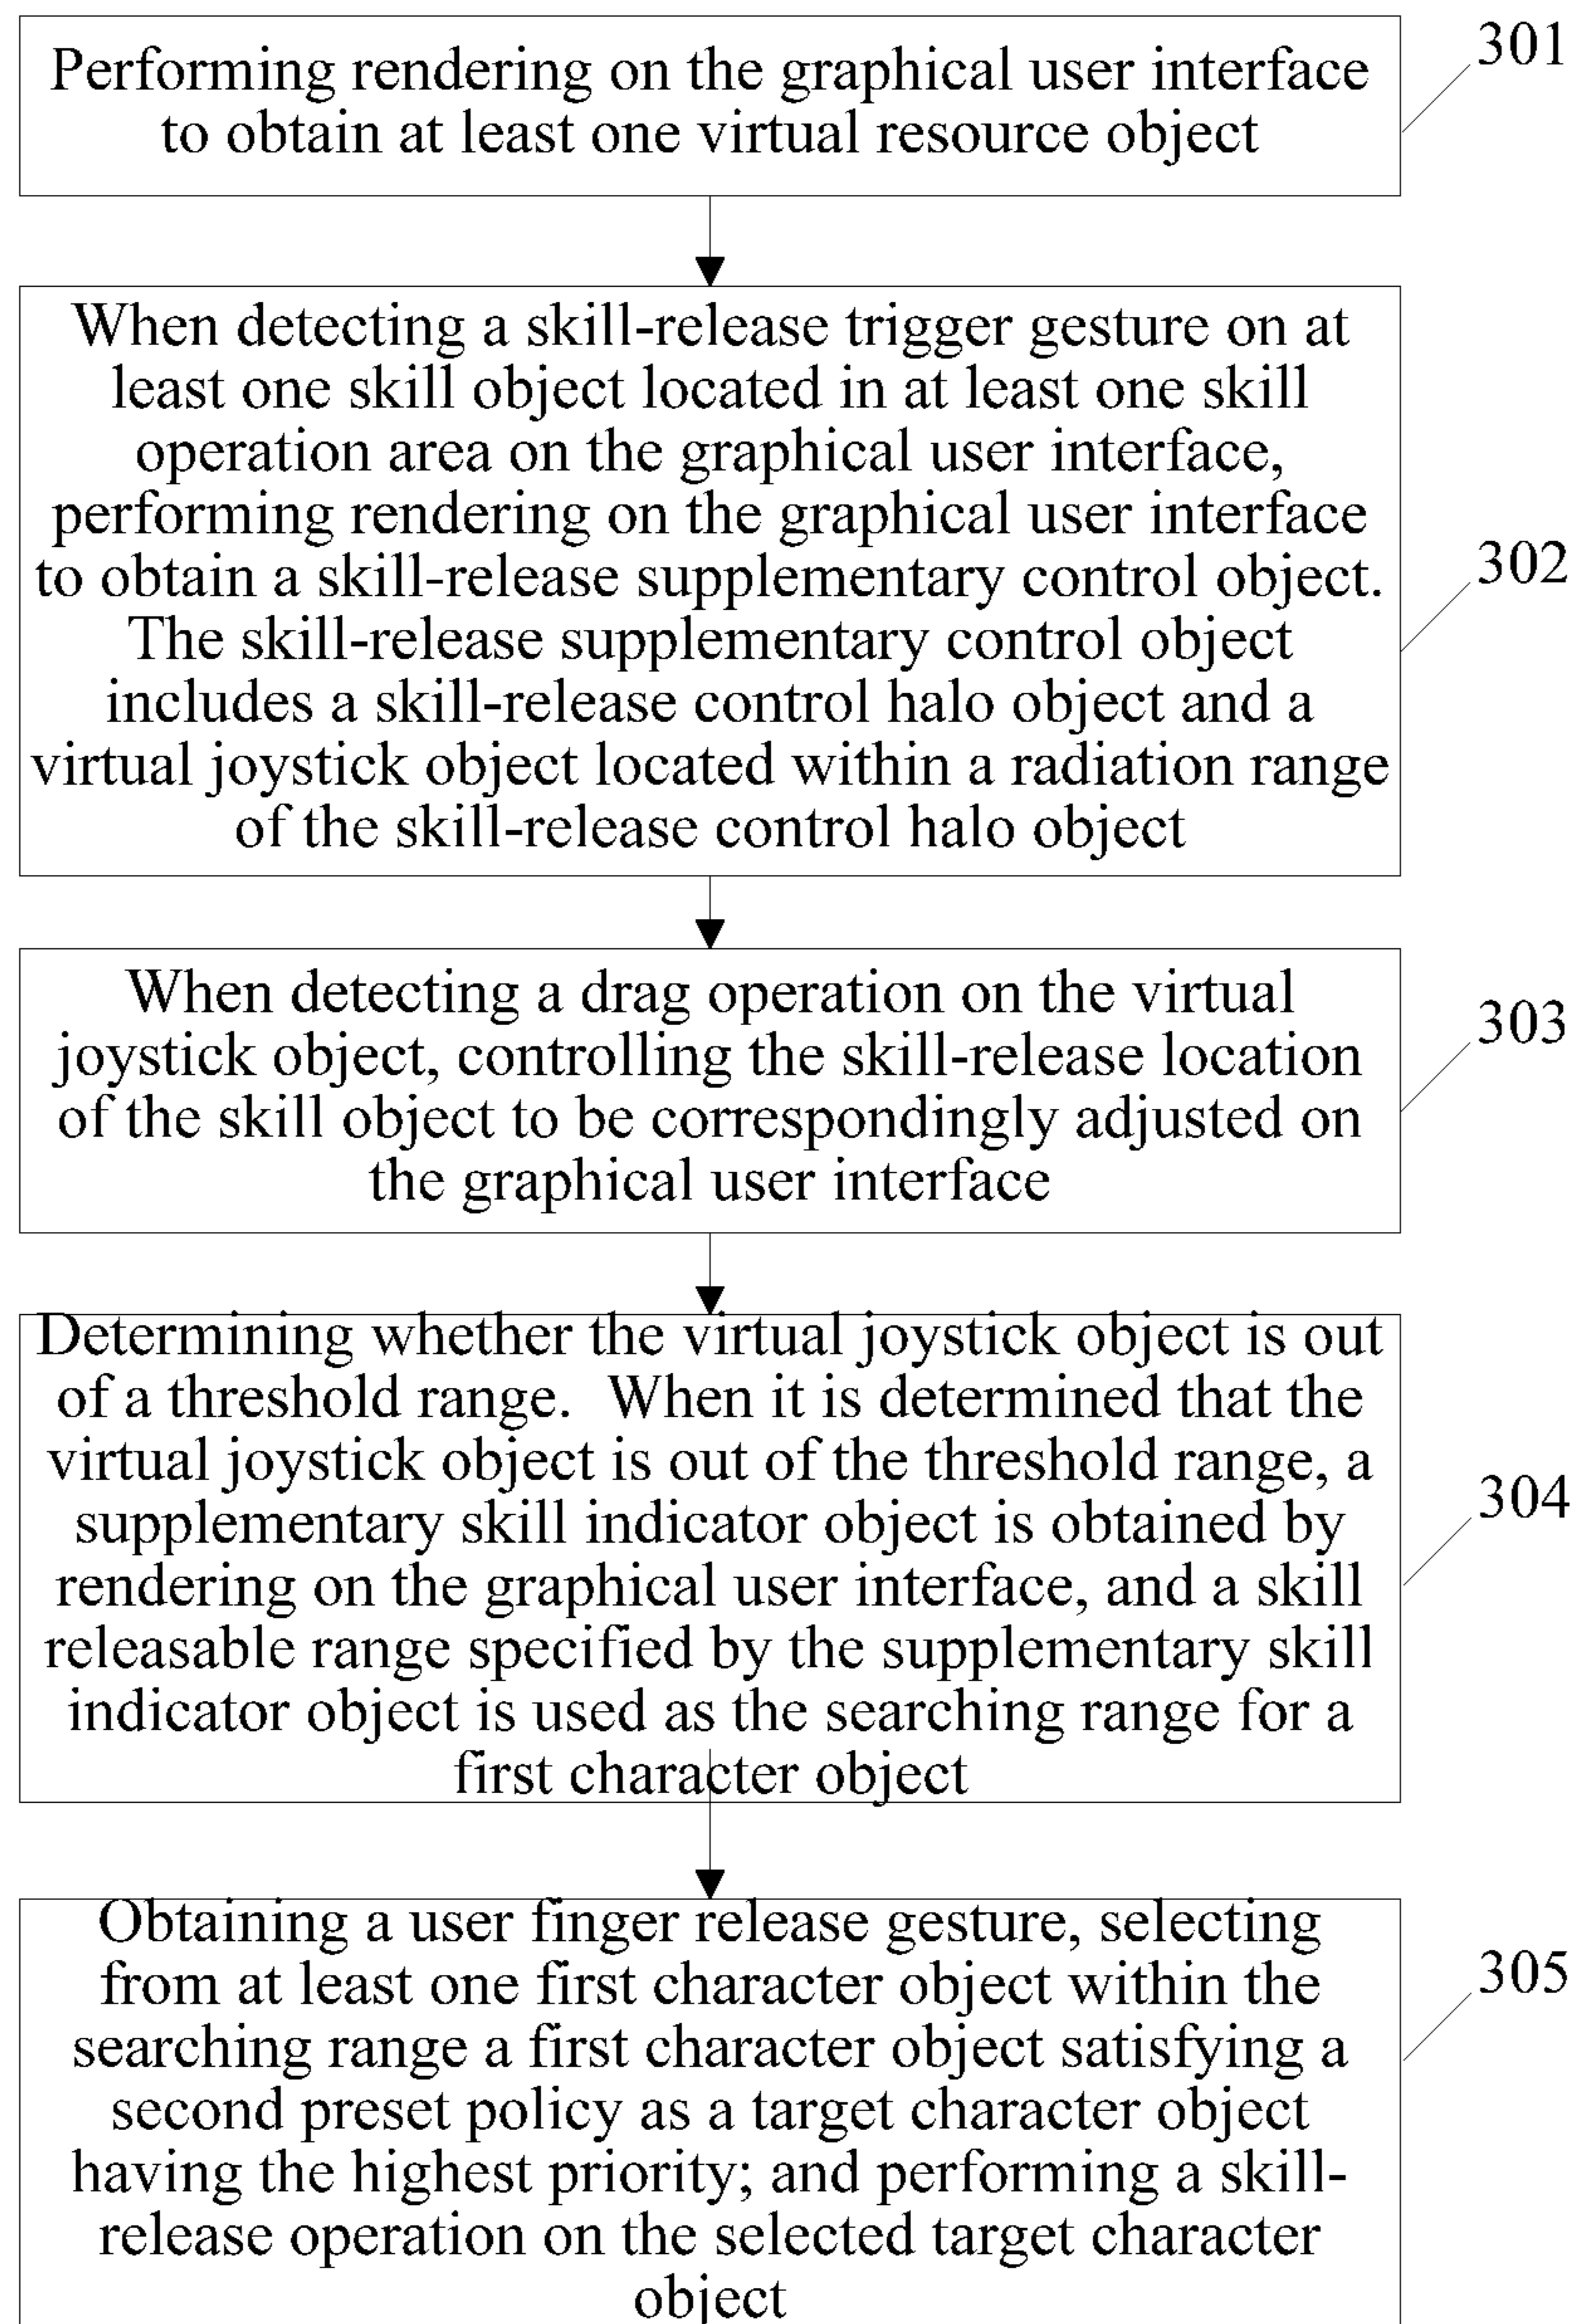 Performing rendering on the graphical user interface
to obtain at least one virtual resource object
301
When detecting a skill-release trigger gesture on at
least one skill object located in at least one skill
operation area on the graphical user interface,
performing rendering on the graphical user interface
to obtain a skill-release supplementary control object.
The skill-release supplementary control object
includes a skill-release control halo object and a
virtual joystick object located within a radiation range
of the skill-release control halo object
302
When detecting a drag operation on the virtual
joystick object, controlling the skill-release location
of the skill object to be correspondingly adjusted on
the graphical user interface
303
Determining whether the virtual joystick object is out
of a threshold range.  When it is determined that the
virtual joystick object is out of the threshold range, a
supplementary skill indicator object is obtained by
rendering on the graphical user interface, and a skill
releasable range specified by the supplementary skill
indicator object is used as the searching range for a
first character object
304
Obtaining a user finger release gesture, selecting
from at least one first character object within the
searching range a first character object satisfying a
second preset policy as a target character object
having the highest priority; and performing a skill-
release operation on the selected target character
object
305